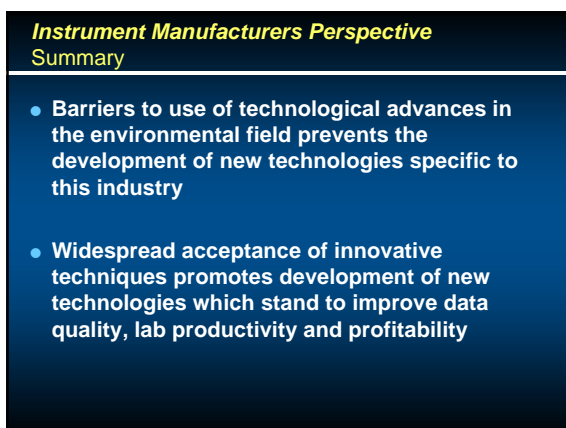 Instrument Manufacturers Perspective
Summary
● Barriers to use of technological advances in
the environmental field prevents the
development of new technologies specific to
this industry
● Widespread acceptance of innovative
techniques promotes development of new
technologies which stand to improve data
quality, lab productivity and profitability